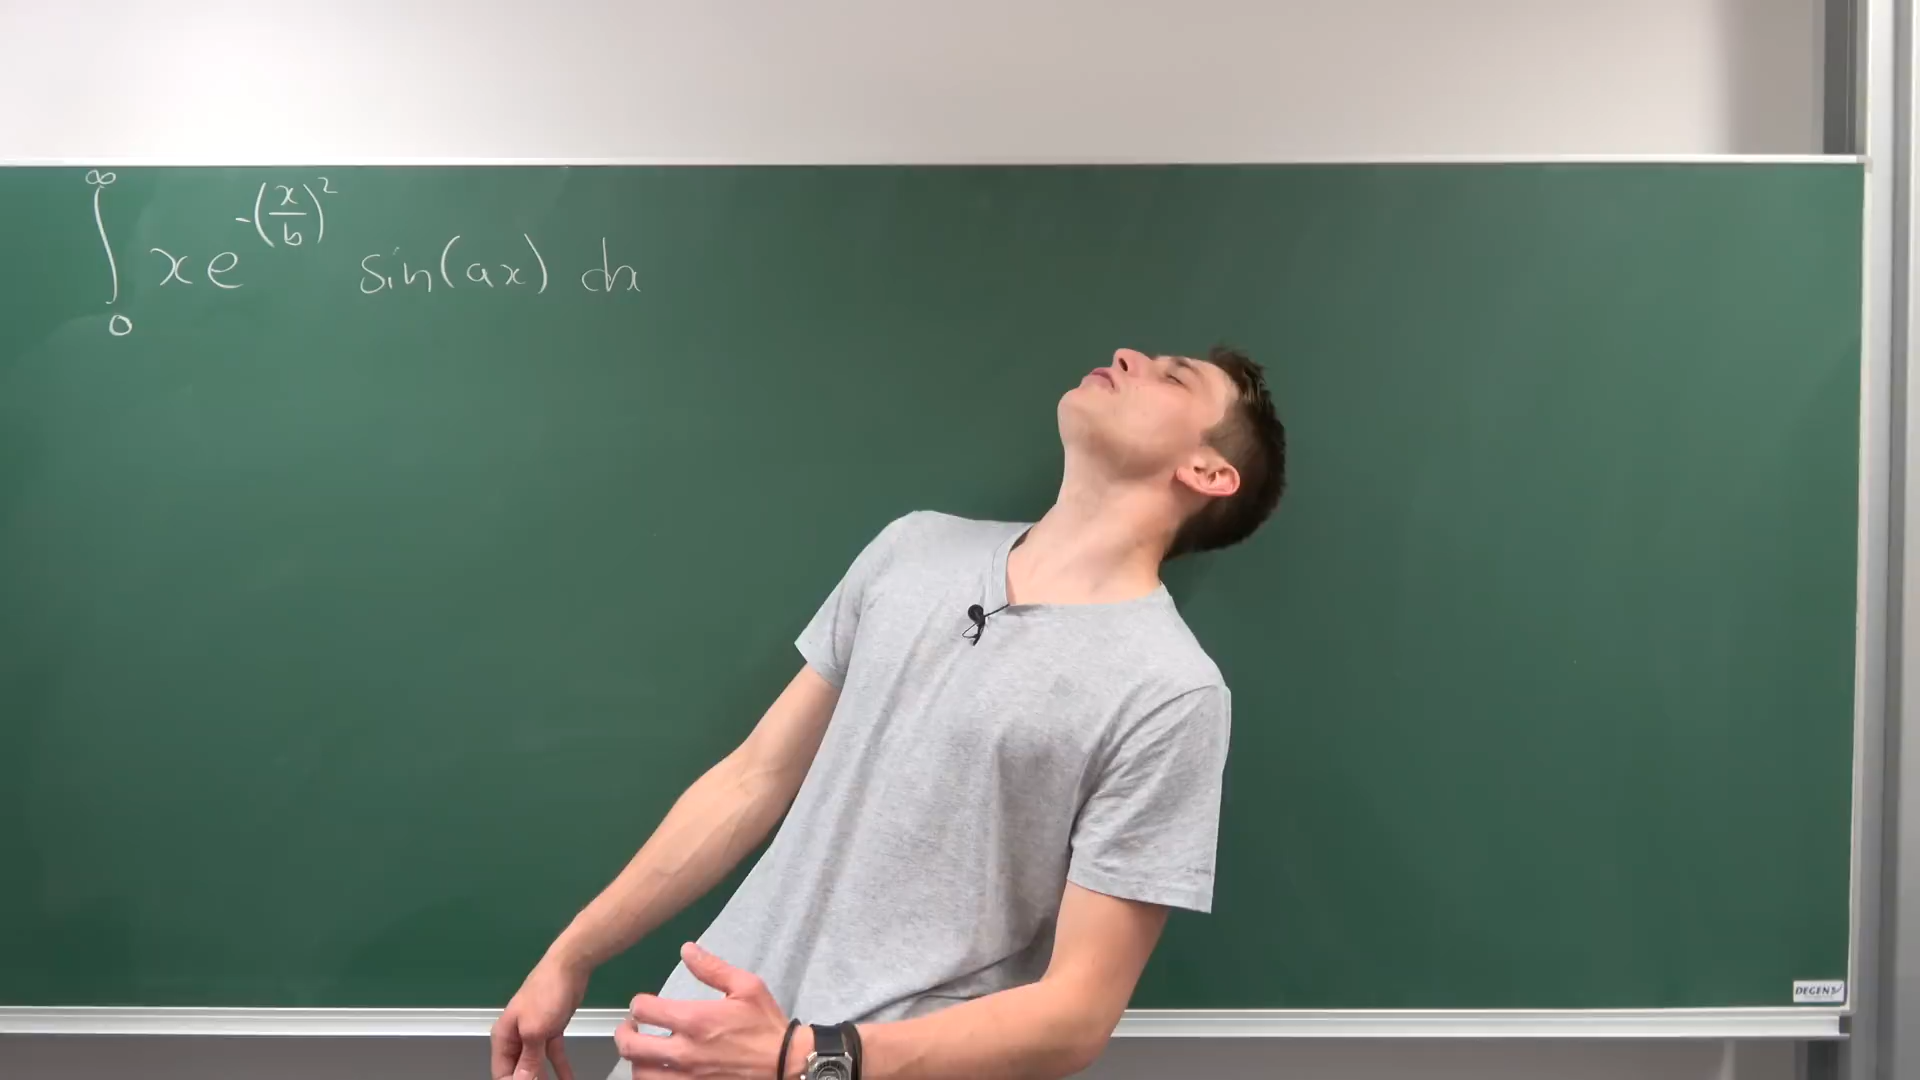 ∫₀^∞ x e^{-(x/b)²} sin(ax) dx
DEGEN